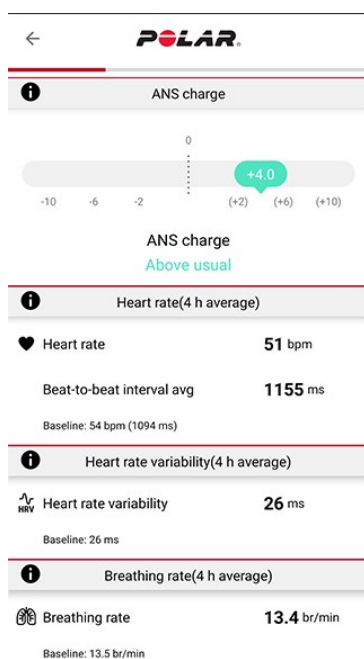 POLAR.
ANS charge
0
+4.0
-10 -6 -2 (+2) (+6) (+10)
ANS charge
Above usual
Heart rate(4 h average)
Heart rate 51 bpm
Beat-to-beat interval avg 1155 ms
Baseline: 54 bpm (1094 ms)
Heart rate variability(4 h average)
HRV Heart rate variability 26 ms
Baseline: 26 ms
Breathing rate(4 h average)
Breathing rate 13.4 br/min
Baseline: 13.5 br/min